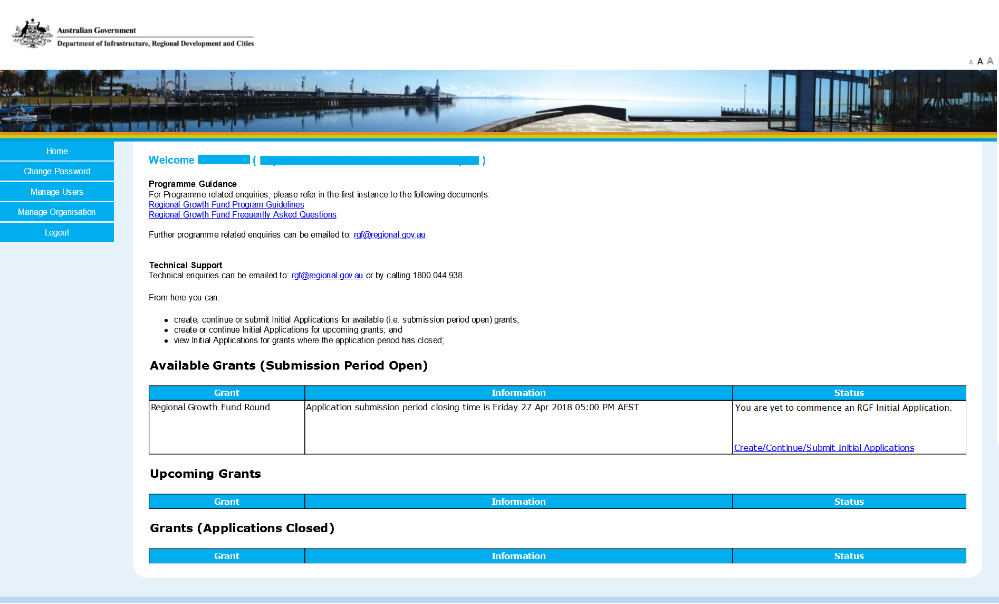 Australian Government
Department of Infrastructure, Regional Development and Cities
A A A
Home
Change Password
Manage Users
Manage Organisation
Logout
Welcome ( )
Programme Guidance
For Programme related enquiries, please refer in the first instance to the following documents:
Regional Growth Fund Program Guidelines
Regional Growth Fund Frequently Asked Questions
Further programme related enquiries can be emailed to: rgf@regional.gov.au
Technical Support
Technical enquiries can be emailed to: rgf@regional.gov.au or by calling 1800 044 938.
From here you can:
• create, continue or submit Initial Applications for available (i.e. submission period open) grants;
• create or continue Initial Applications for upcoming grants; and
• view Initial Applications for grants where the application period has closed;
Available Grants (Submission Period Open)
Grant Information Status
Regional Growth Fund Round Application submission period closing time is Friday 27 Apr 2018 05:00 PM AEST You are yet to commence an RGF Initial Application.
Create/Continue/Submit Initial Applications
Upcoming Grants
Grant Information Status
Grants (Applications Closed)
Grant Information Status